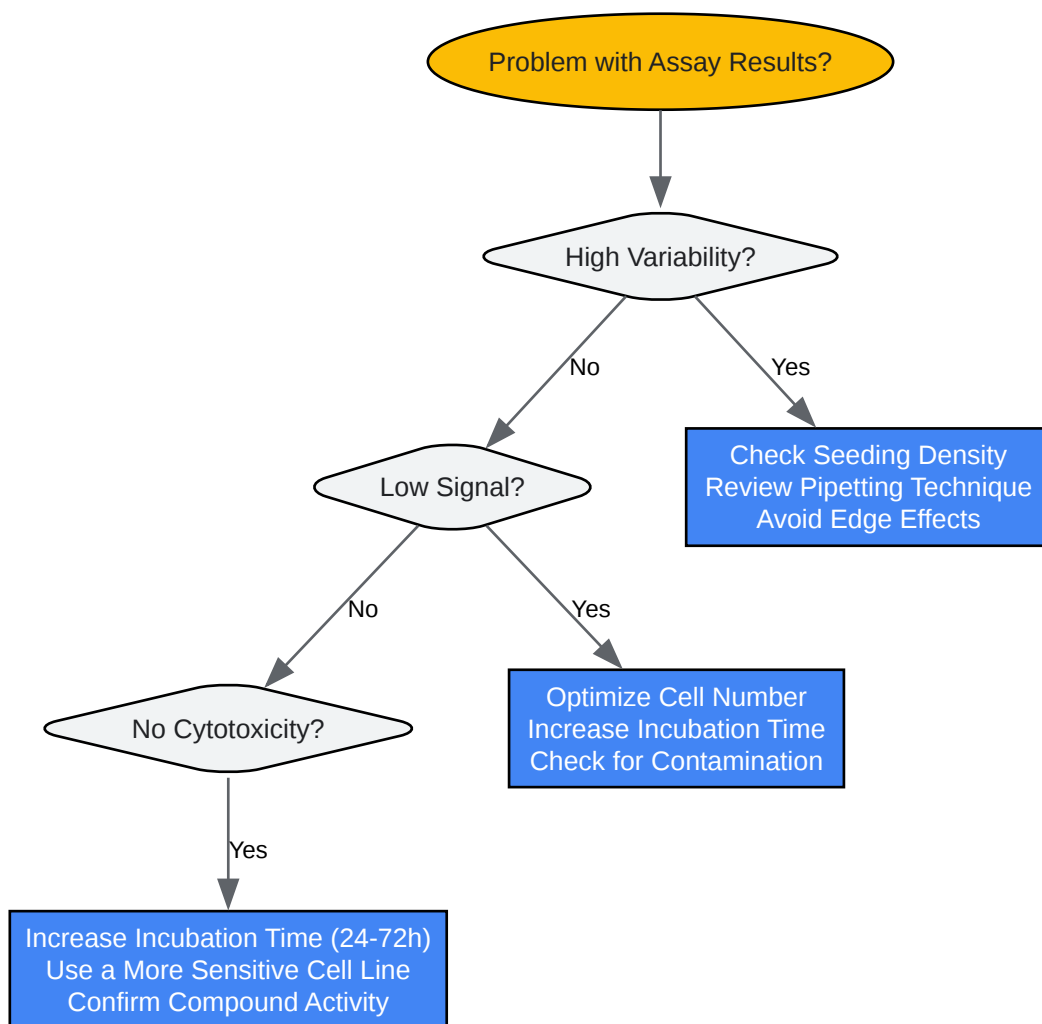 Problem with Assay Results?
High Variability?
No
Yes
Check Seeding Density
Review Pipetting Technique
Avoid Edge Effects
Low Signal?
No
Yes
Optimize Cell Number
Increase Incubation Time
Check for Contamination
No Cytotoxicity?
Yes
Increase Incubation Time (24-72h)
Use a More Sensitive Cell Line
Confirm Compound Activity